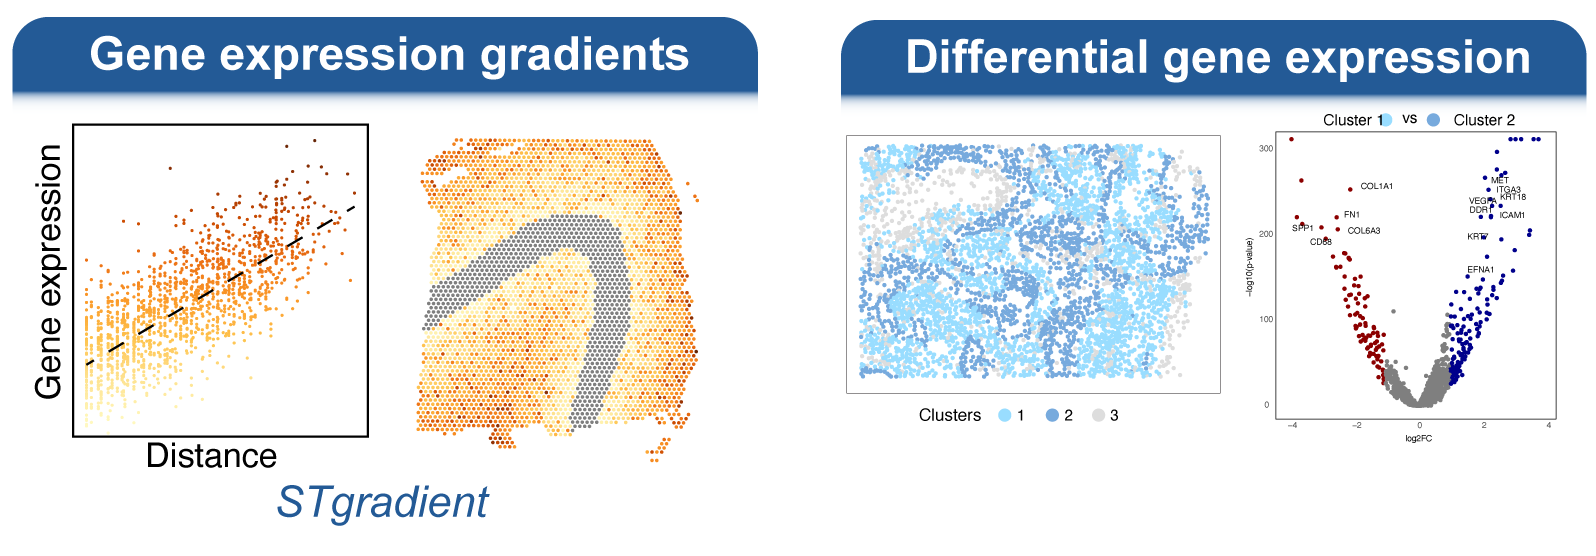 Gene expression gradients
Gene expression
Distance
STgradient
Differential gene expression
Clusters 1 2 3
Cluster 1 vs Cluster 2
300
200
100
0
-log10(p-value)
COL1A1
FN1
SPP1
COL6A3
CD68
MET
ITGA3
VEGFA
KRT18
DDR1
ICAM1
KRT7
EFNA1
−4 −2 0 2 4
log2FC